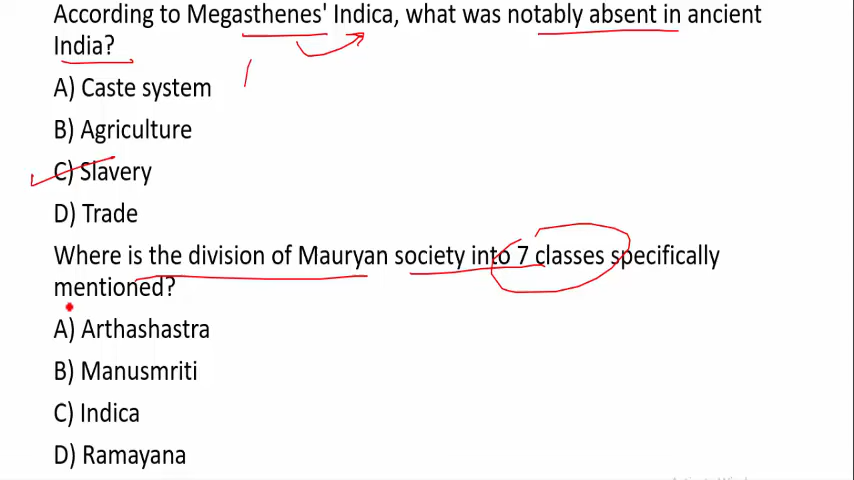 According to Megasthenes' Indica, what was notably absent in ancient
India?
A) Caste system
B) Agriculture
C) Slavery
D) Trade
Where is the division of Mauryan society into 7 classes specifically
mentioned?
A) Arthashastra
B) Manusmriti
C) Indica
D) Ramayana